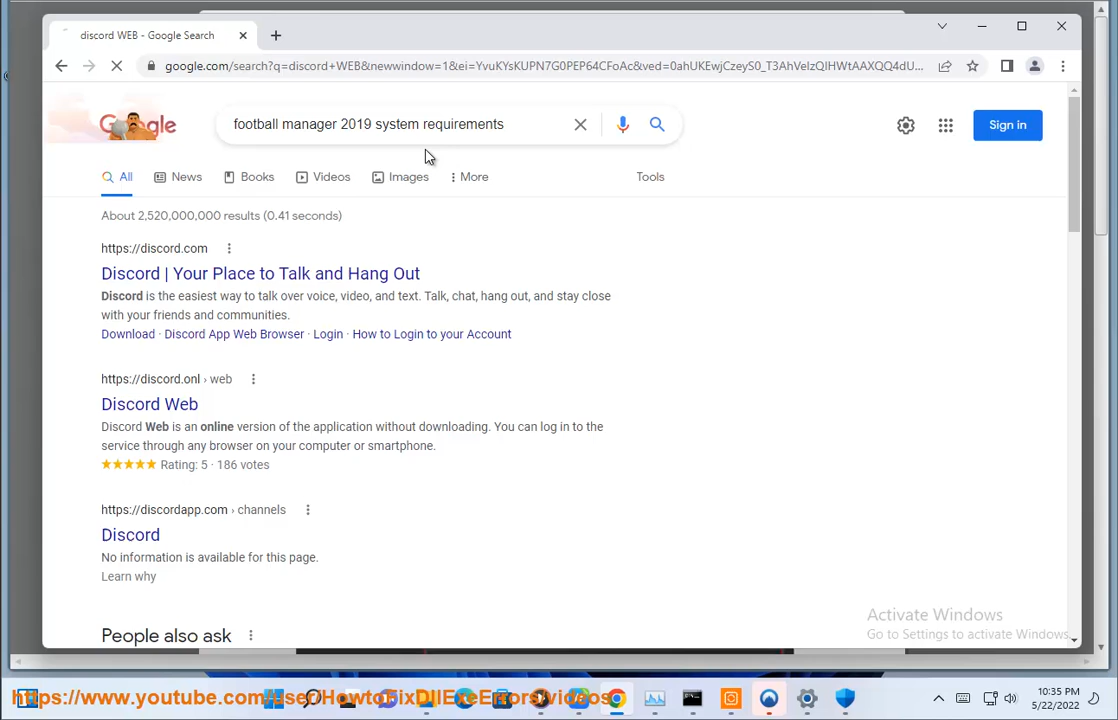 discord WEB - Google Search
google.com/search?q=discord+WEB&newwindow=1&ei=YvuKYsKUPN7G0PEP64CFoAc&ved=0ahUKEwjCzeyS0_T3AhVelzQIHWtAAXQQ4dU...
Google
football manager 2019 system requirements
Sign in
All
News
Books
Videos
Images
More
Tools
About 2,520,000,000 results (0.41 seconds)
https://discord.com
Discord | Your Place to Talk and Hang Out
Discord is the easiest way to talk over voice, video, and text. Talk, chat, hang out, and stay close
with your friends and communities.
Download · Discord App Web Browser · Login · How to Login to your Account
https://discord.onl › web
Discord Web
Discord Web is an online version of the application without downloading. You can log in to the
service through any browser on your computer or smartphone.
Rating: 5 · 186 votes
https://discordapp.com › channels
Discord
No information is available for this page.
Learn why
People also ask
Activate Windows
Go to Settings to activate Windows.
https://www.youtube.com/user/HowtoFixDllExeErrors/videos
10:35 PM
5/22/2022